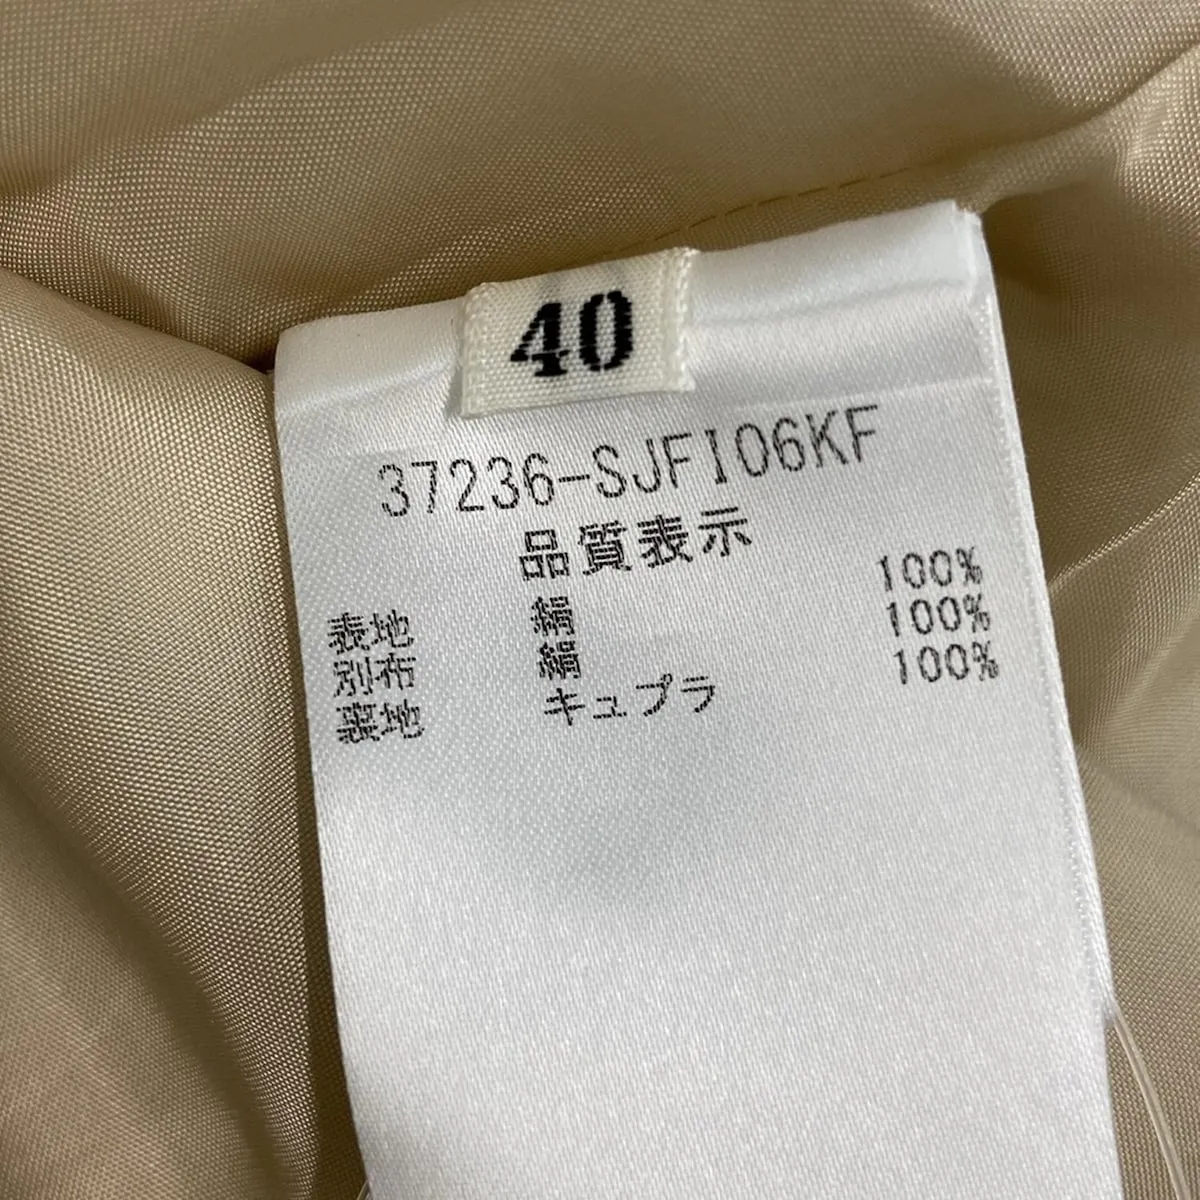 40
37236-SJFI06KF
品質表示
表地 絹 100%
別布 絹 100%
裏地 キュプラ 100%